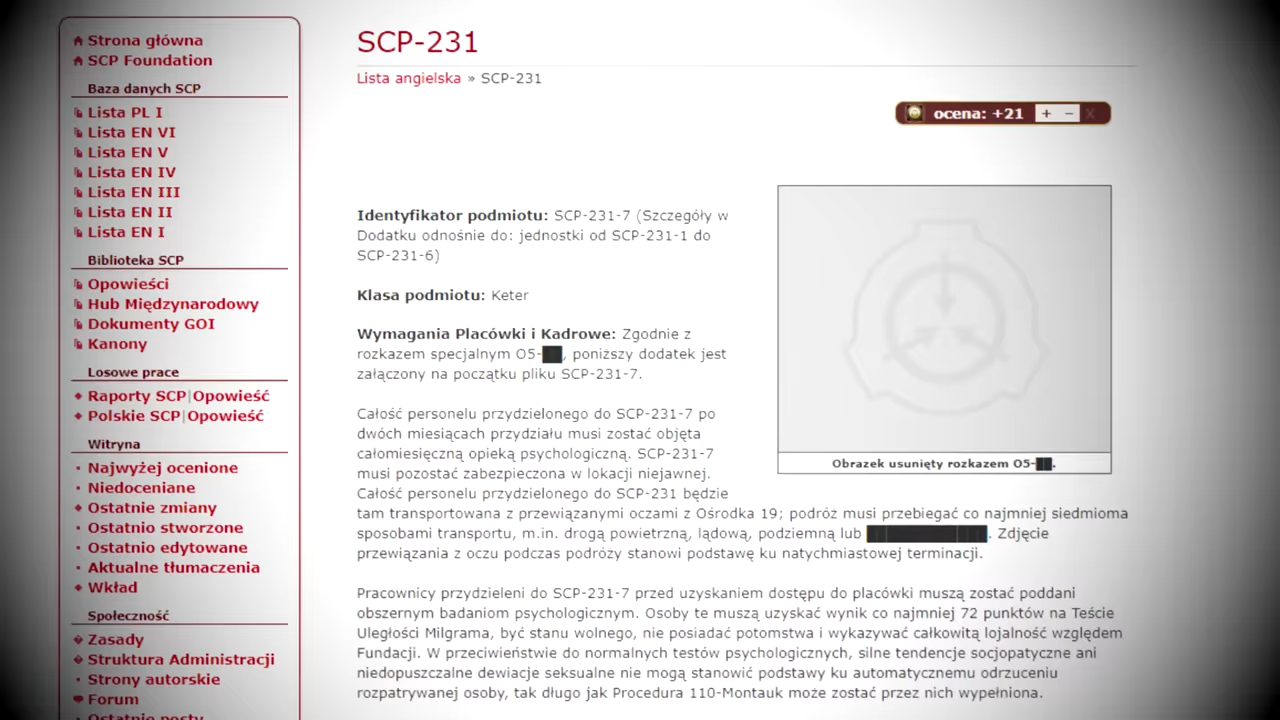 Strona główna
SCP Foundation
Baza danych SCP
Lista PL I
Lista EN VI
Lista EN V
Lista EN IV
Lista EN III
Lista EN II
Lista EN I
Biblioteka SCP
Opowieści
Hub Międzynarodowy
Dokumenty GOI
Kanony
Losowe prace
Raporty SCP|Opowieść
Polskie SCP|Opowieść
Witryna
Najwyżej ocenione
Niedoceniane
Ostatnie zmiany
Ostatnio stworzone
Ostatnio edytowane
Aktualne tłumaczenia
Wkład
Społeczność
Zasady
Struktura Administracji
Strony autorskie
Forum
Ostatnie posty
SCP-231
Lista angielska » SCP-231
ocena: +21 + − X
Identyfikator podmiotu: SCP-231-7 (Szczegóły w
Dodatku odnośnie do: jednostki od SCP-231-1 do
SCP-231-6)
Klasa podmiotu: Keter
Wymagania Placówki i Kadrowe: Zgodnie z
rozkazem specjalnym O5-██, poniższy dodatek jest
załączony na początku pliku SCP-231-7.
Całość personelu przydzielonego do SCP-231-7 po
dwóch miesiącach przydziału musi zostać objęta
całomiesięczną opieką psychologiczną. SCP-231-7
musi pozostać zabezpieczona w lokacji niejawnej.
Całość personelu przydzielonego do SCP-231 będzie
tam transportowana z przewiązanymi oczami z Ośrodka 19; podróż musi przebiegać co najmniej siedmioma
sposobami transportu, m.in. drogą powietrzną, lądową, podziemną lub ████████████. Zdjęcie
przewiązania z oczu podczas podróży stanowi podstawę ku natychmiastowej terminacji.
Obrazek usunięty rozkazem O5-██.
Pracownicy przydzieleni do SCP-231-7 przed uzyskaniem dostępu do placówki muszą zostać poddani
obszernym badaniom psychologicznym. Osoby te muszą uzyskać wynik co najmniej 72 punktów na Teście
Uległości Milgrama, być stanu wolnego, nie posiadać potomstwa i wykazywać całkowitą lojalność względem
Fundacji. W przeciwieństwie do normalnych testów psychologicznych, silne tendencje socjopatyczne ani
niedopuszczalne dewiacje seksualne nie mogą stanowić podstawy ku automatycznemu odrzuceniu
rozpatrywanej osoby, tak długo jak Procedura 110-Montauk może zostać przez nich wypełniona.